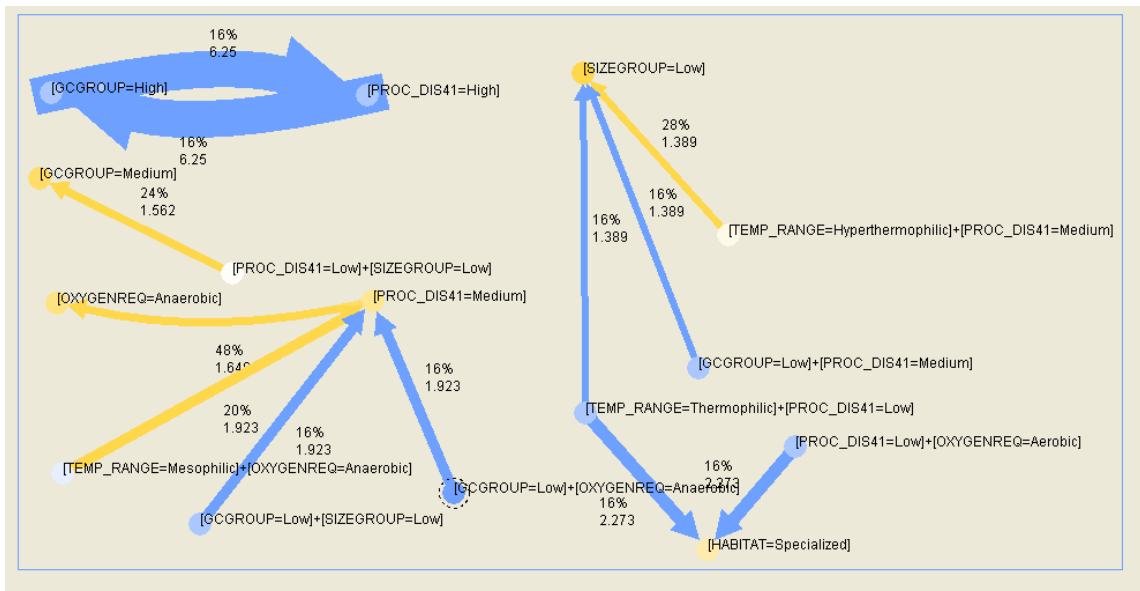 16%
6.25
[GCGROUP=High]
[PROC_DIS41=High]
16%
6.25
[GCGROUP=Medium]
24%
1.562
[PROC_DIS41=Low]+[SIZEGROUP=Low]
[OXYGENREQ=Anaerobic]
[PROC_DIS41=Medium]
48%
20%
1.923
16%
1.923
16%
1.923
[TEMP_RANGE=Mesophilic]+[OXYGENREQ=Anaerobic]
[GCGROUP=Low]+[OXYGENREQ=Anaerobic]
[GCGROUP=Low]+[SIZEGROUP=Low]
[SIZEGROUP=Low]
28%
1.389
16%
1.389
16%
1.389
[TEMP_RANGE=Hyperthermophilic]+[PROC_DIS41=Medium]
[GCGROUP=Low]+[PROC_DIS41=Medium]
[TEMP_RANGE=Thermophilic]+[PROC_DIS41=Low]
[PROC_DIS41=Low]+[OXYGENREQ=Aerobic]
16%
2.273
16%
2.273
[HABITAT=Specialized]